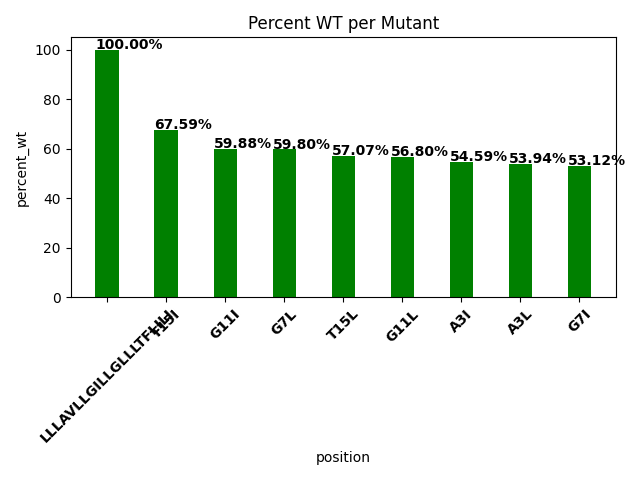 Percent WT per Mutant
percent_wt
100
80
60
40
20
0
100.00%
67.59%
59.88%
59.80%
57.07%
56.80%
54.59%
53.94%
53.12%
T15I
G11I
G7L
T15L
G11L
A3I
A3L
G7I
position